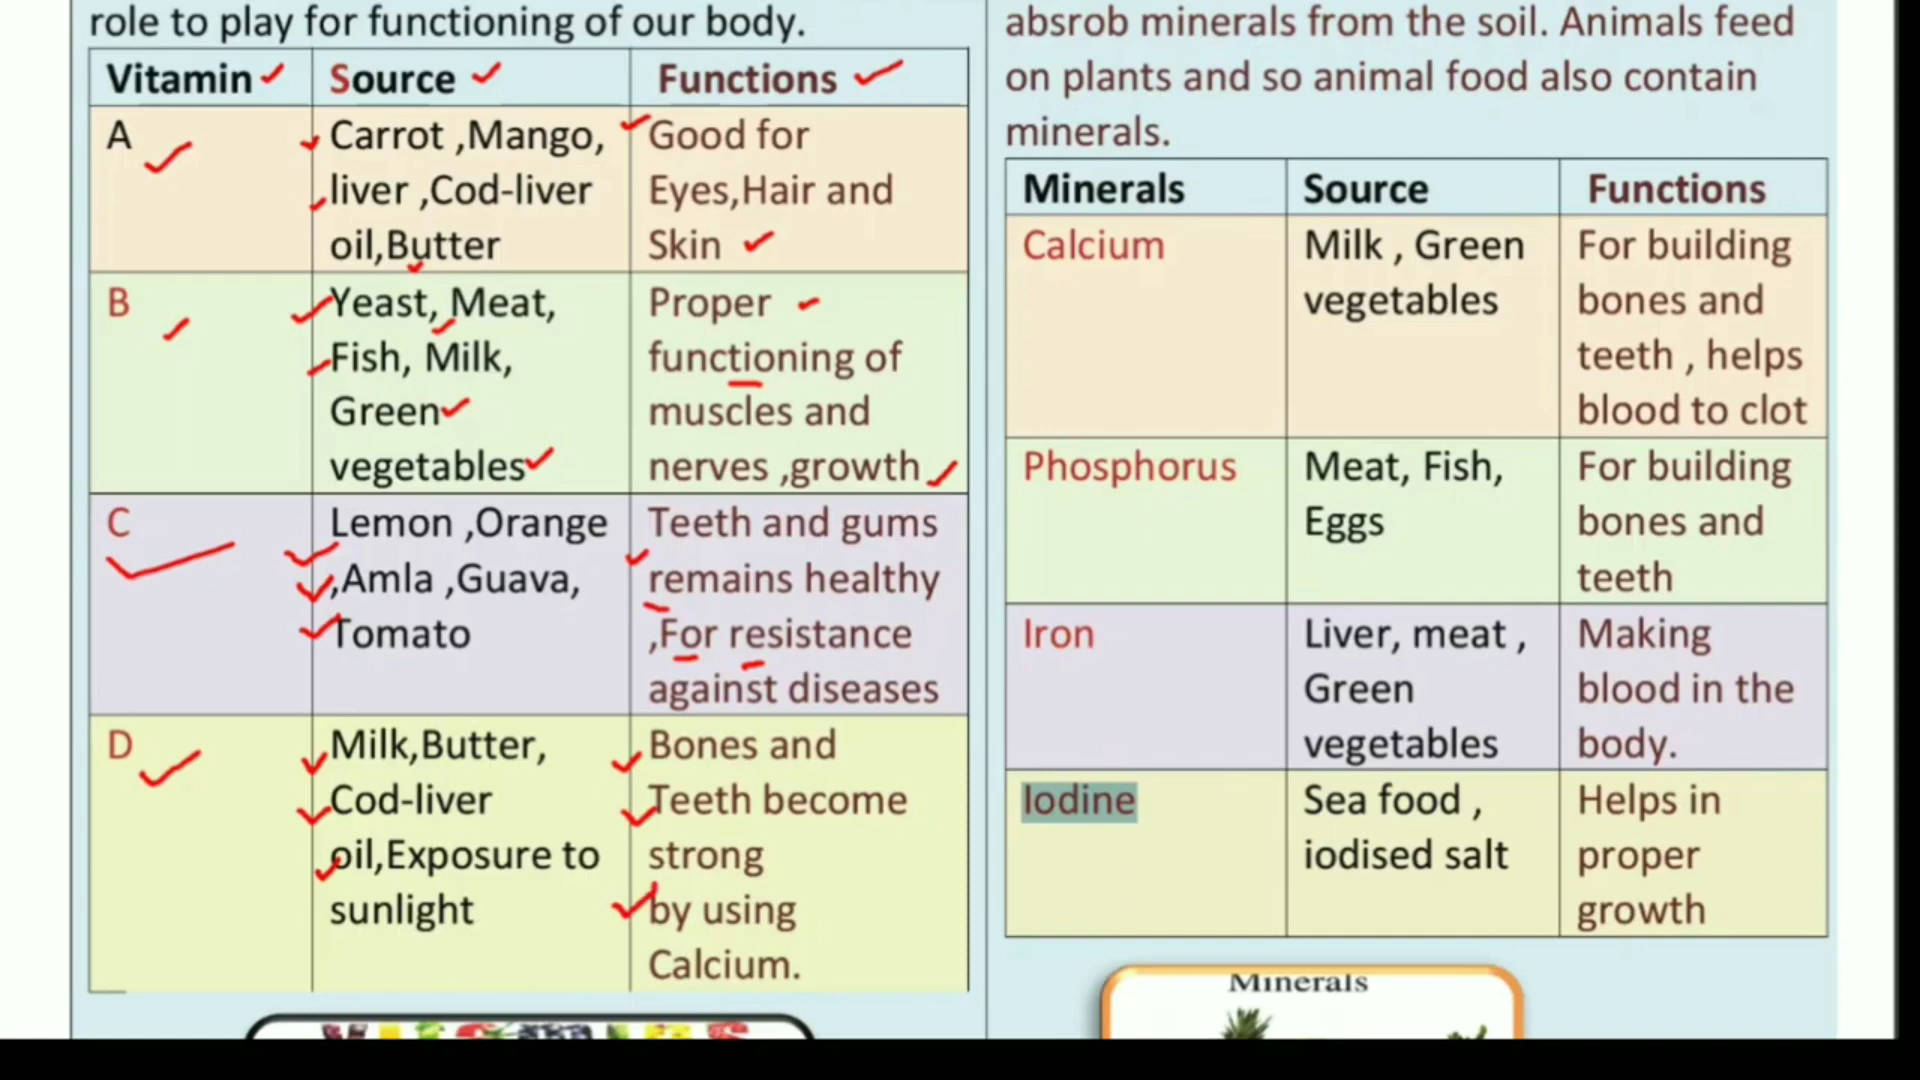 role to play for functioning of our body.
Vitamin Source Functions
A Carrot ,Mango, Good for
liver ,Cod-liver Eyes,Hair and
oil,Butter Skin
B Yeast, Meat, Proper
Fish, Milk, functioning of
Green muscles and
vegetables nerves ,growth
C Lemon ,Orange Teeth and gums
,Amla ,Guava, remains healthy
Tomato ,For resistance
against diseases
D Milk,Butter, Bones and
Cod-liver Teeth become
oil,Exposure to strong
sunlight by using
Calcium.
absrob minerals from the soil. Animals feed
on plants and so animal food also contain
minerals.
Minerals Source Functions
Calcium Milk , Green For building
vegetables bones and
teeth , helps
blood to clot
Phosphorus Meat, Fish, For building
Eggs bones and
teeth
Iron Liver, meat , Making
Green blood in the
vegetables body.
Iodine Sea food , Helps in
iodised salt proper
growth
Minerals